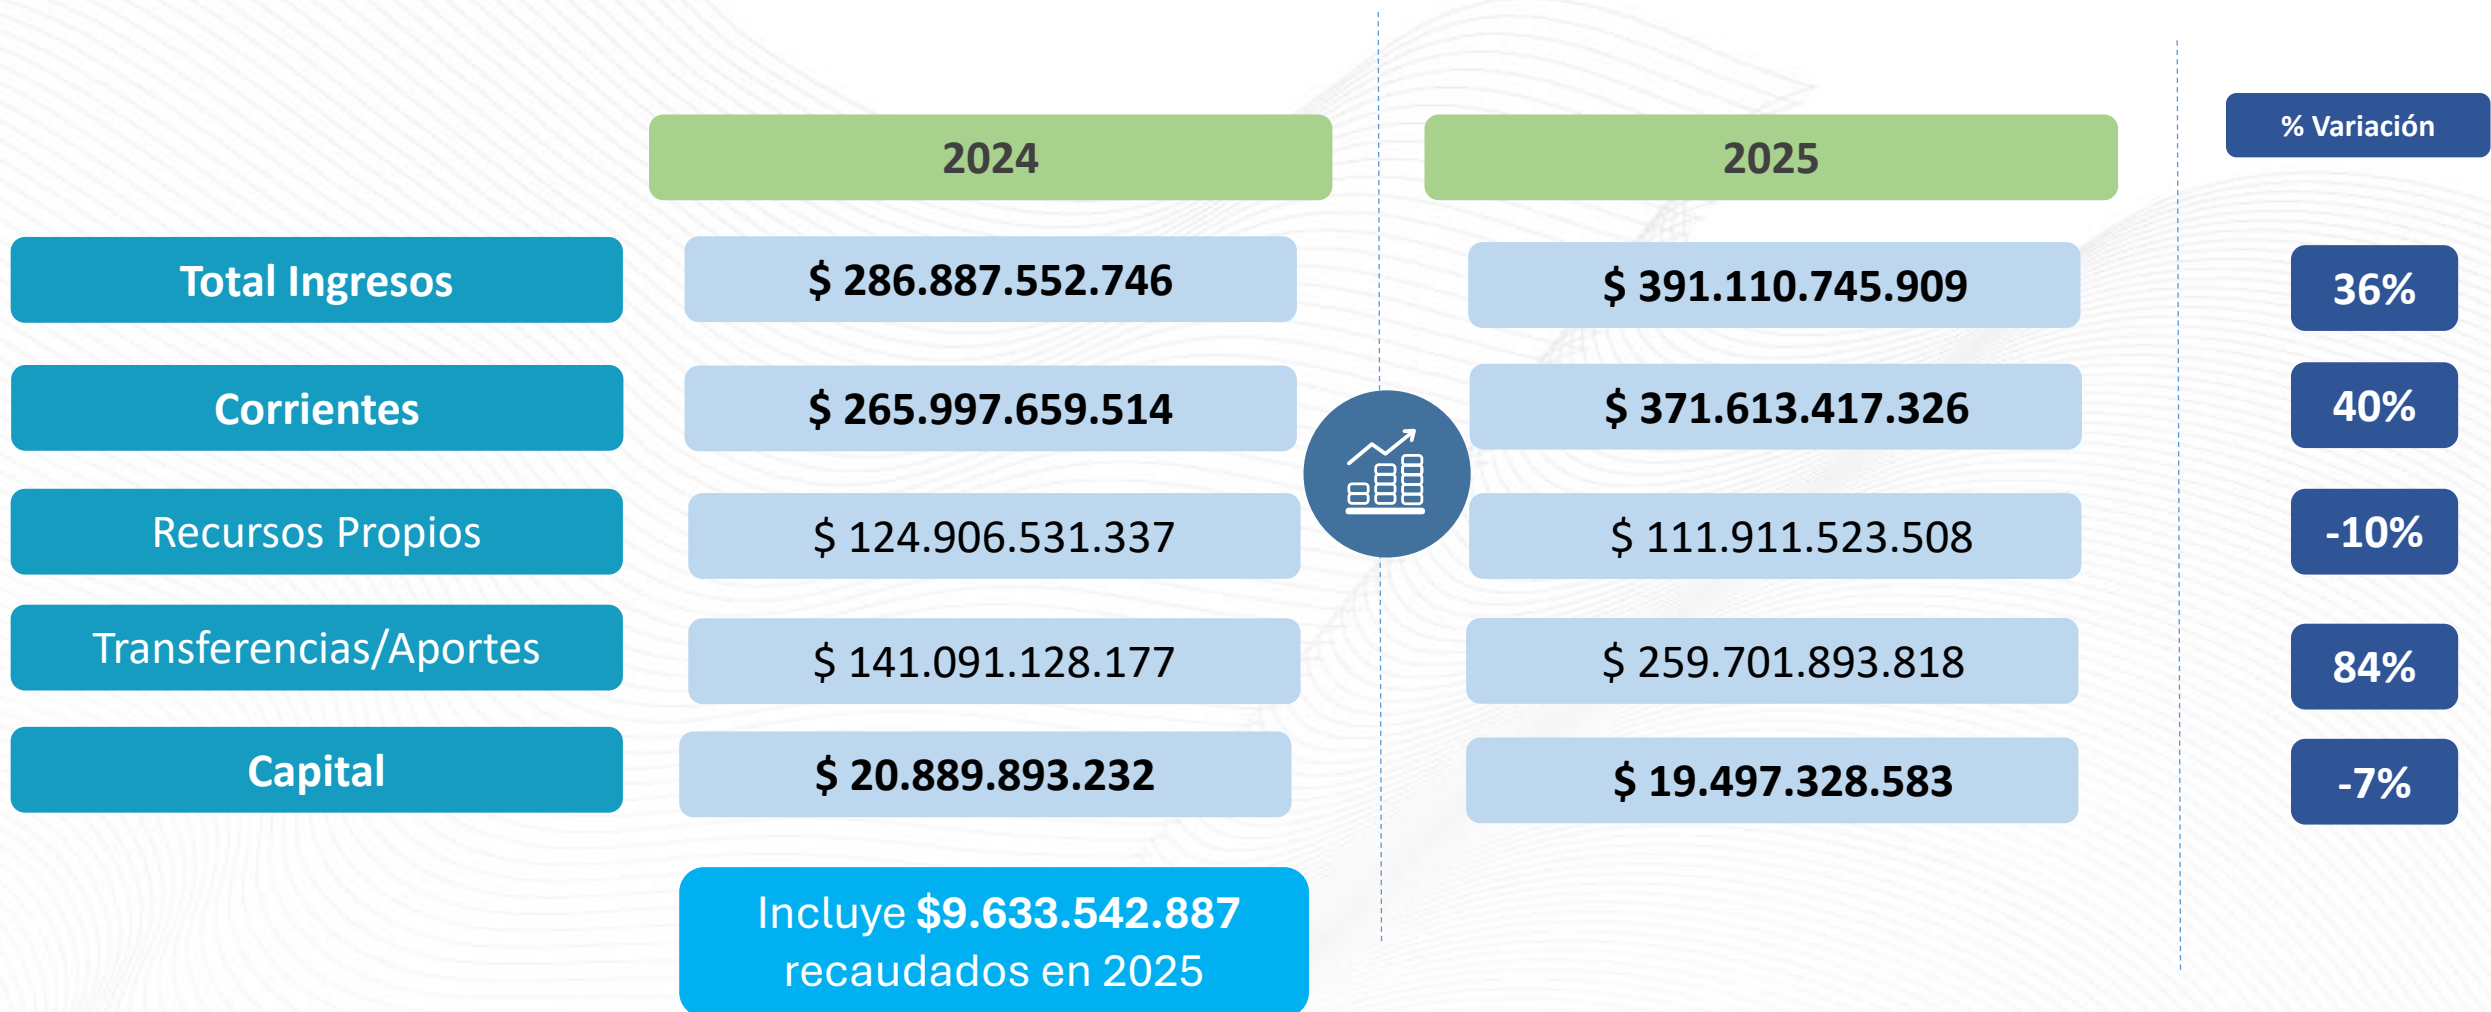 2024 2025 % Variación
Total Ingresos $ 286.887.552.746 $ 391.110.745.909 36%
Corrientes $ 265.997.659.514 $ 371.613.417.326 40%
Recursos Propios $ 124.906.531.337 $ 111.911.523.508 -10%
Transferencias/Aportes $ 141.091.128.177 $ 259.701.893.818 84%
Capital $ 20.889.893.232 $ 19.497.328.583 -7%
Incluye $9.633.542.887
recaudados en 2025